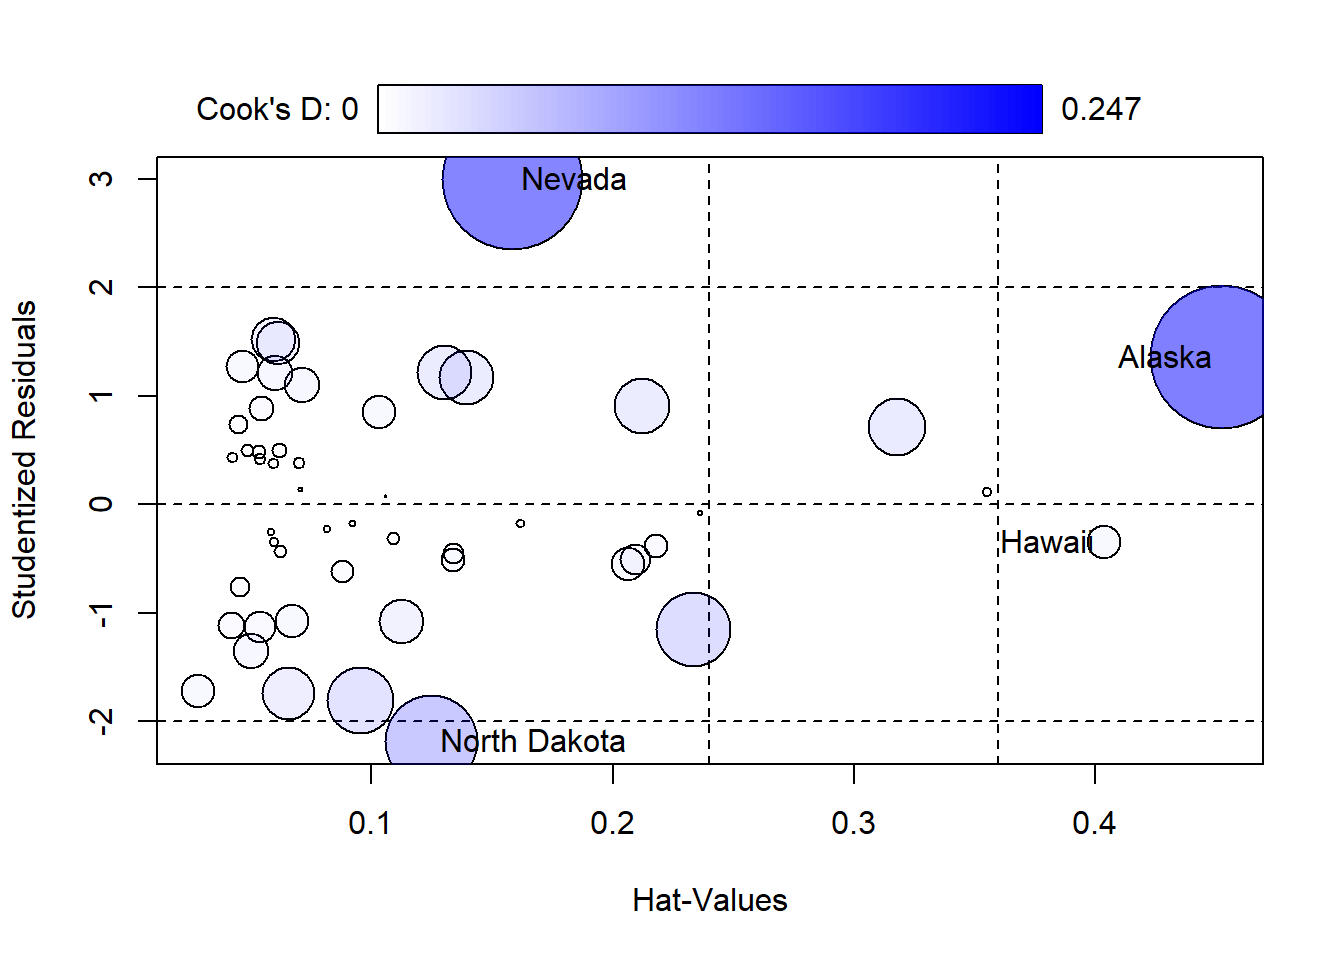 Cook's D: 0 0.247
Studentized Residuals
3
2
1
0
-1
-2
Nevada
Alaska
Hawaii
North Dakota
0.1 0.2 0.3 0.4
Hat-Values